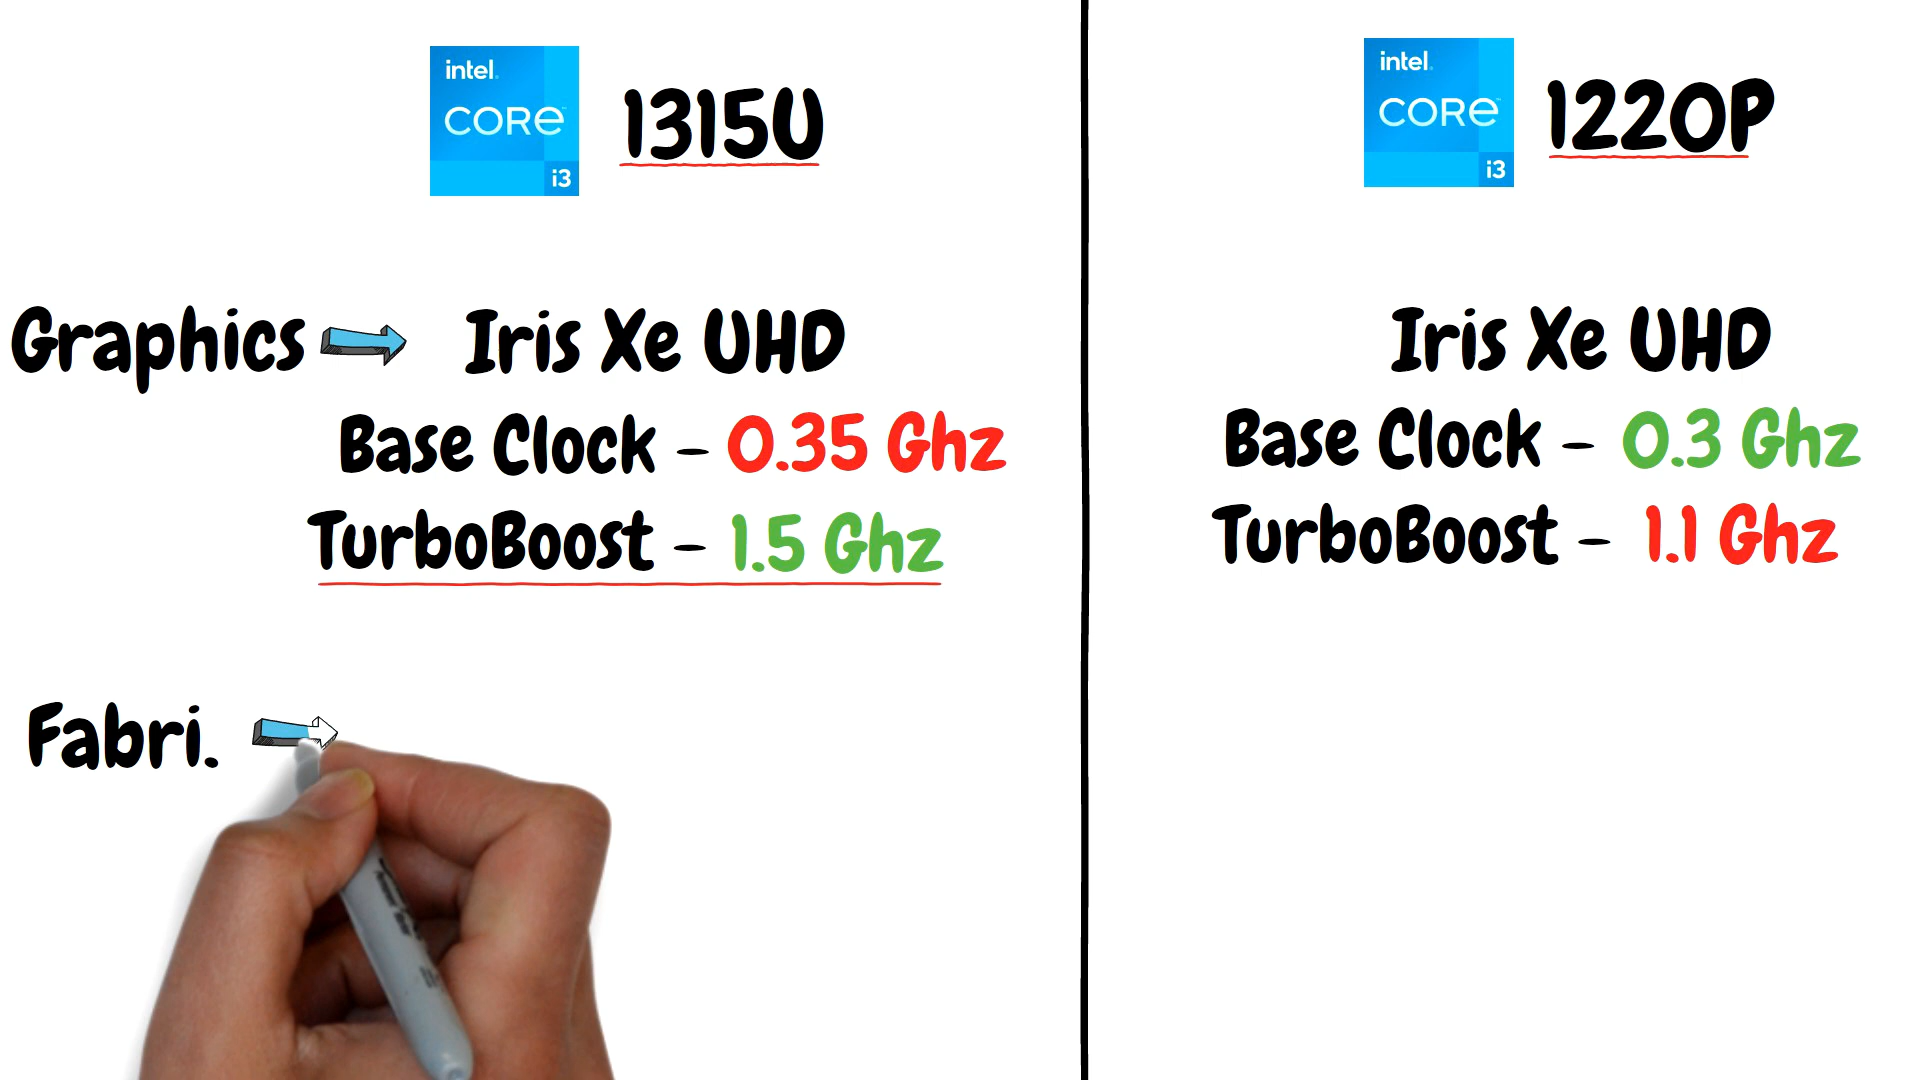 intel.
CORE
i3
1315U
intel.
CORE
i3
1220P
Graphics
Iris Xe UHD
Base Clock - 0.35 Ghz
TurboBoost - 1.5 Ghz
Iris Xe UHD
Base Clock - 0.3 Ghz
TurboBoost - 1.1 Ghz
Fabri.